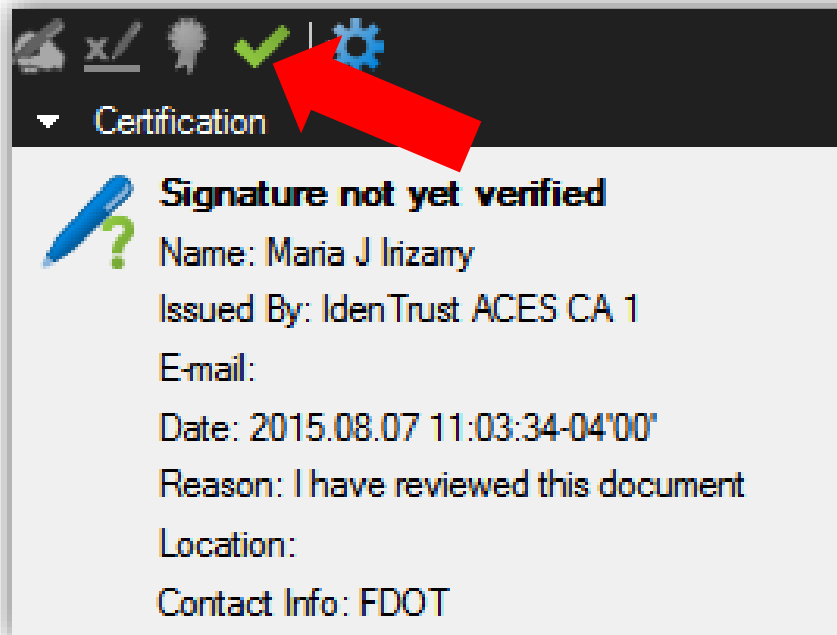 Certification
Signature not yet verified
Name: Maria J Irizarry
Issued By: IdenTrust ACES CA 1
E-mail:
Date: 2015.08.07 11:03:34-04'00'
Reason: I have reviewed this document
Location:
Contact Info: FDOT